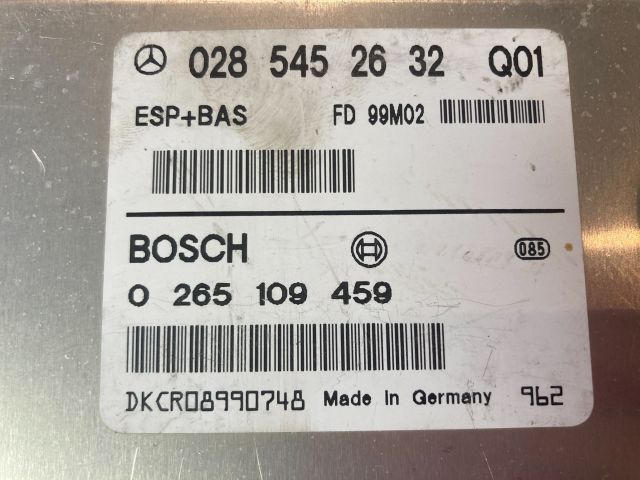 028 545 26 32 Q01
ESP+BAS FD 99M02
BOSCH 085
0 265 109 459
DKCR08990748 Made In Germany 962